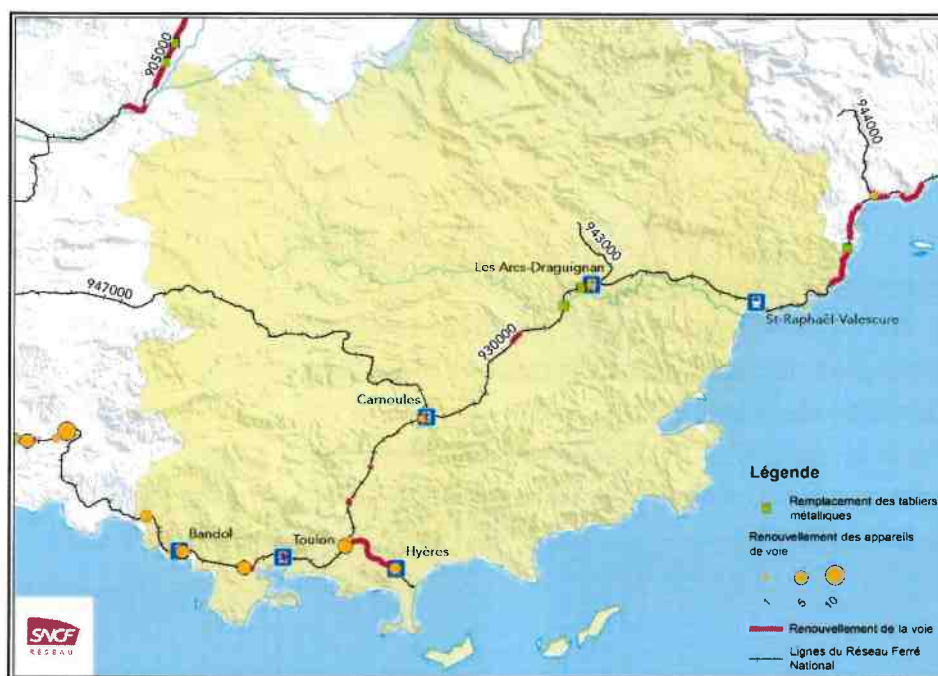 905000
944000
943000
Les Arcs-Draguignan
947000
930000
St-Raphaël-Valescure
Carnoules
Légende
Remplacement des tabliers
métalliques
Renouvellement des appareils
de voie
1 5 10
Renouvellement de la voie
Lignes du Réseau Ferré
National
Bandol
Toulon
Hyères
SNCF
RÉSEAU